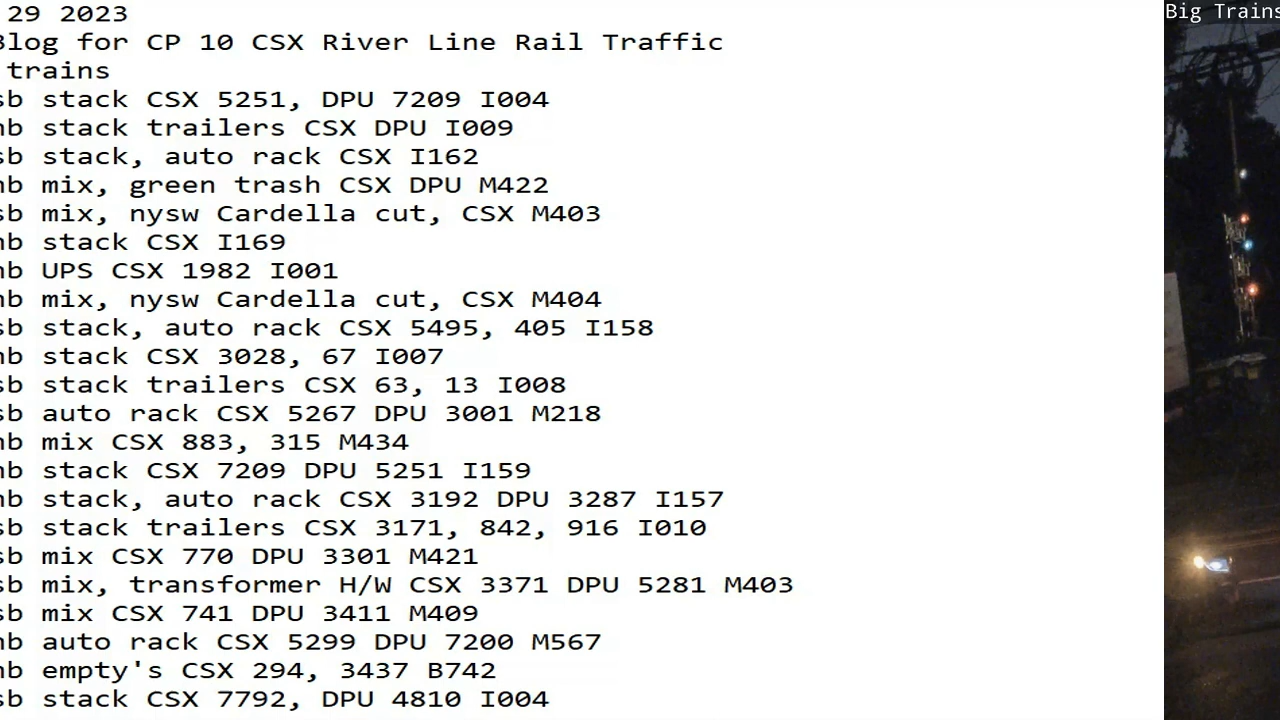 29 2023
Blog for CP 10 CSX River Line Rail Traffic
trains
sb stack CSX 5251, DPU 7209 I004
nb stack trailers CSX DPU I009
sb stack, auto rack CSX I162
nb mix, green trash CSX DPU M422
sb mix, nysw Cardella cut, CSX M403
nb stack CSX I169
nb UPS CSX 1982 I001
nb mix, nysw Cardella cut, CSX M404
sb stack, auto rack CSX 5495, 405 I158
nb stack CSX 3028, 67 I007
sb stack trailers CSX 63, 13 I008
sb auto rack CSX 5267 DPU 3001 M218
nb mix CSX 883, 315 M434
nb stack CSX 7209 DPU 5251 I159
nb stack, auto rack CSX 3192 DPU 3287 I157
sb stack trailers CSX 3171, 842, 916 I010
sb mix CSX 770 DPU 3301 M421
sb mix, transformer H/W CSX 3371 DPU 5281 M403
sb mix CSX 741 DPU 3411 M409
nb auto rack CSX 5299 DPU 7200 M567
nb empty's CSX 294, 3437 B742
sb stack CSX 7792, DPU 4810 I004
Big Trains